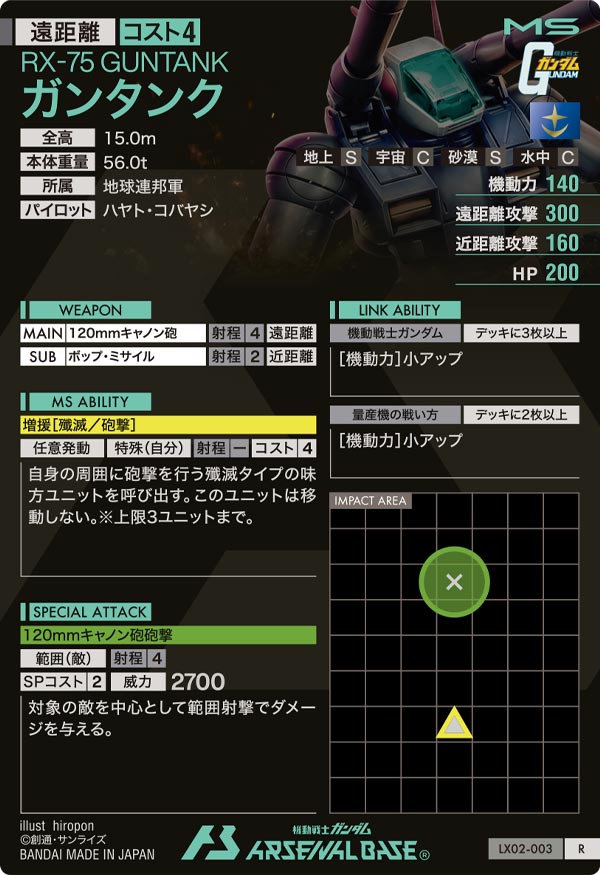 遠距離 コスト4
MS
RX-75 GUNTANK
ガンタンク
機動戦士
ガンダム
GUNDAM
全高 15.0m
本体重量 56.0t
所属 地球連邦軍
パイロット ハヤト・コバヤシ
地上 S 宇宙 C 砂漠 S 水中 C
機動力 140
遠距離攻撃 300
近距離攻撃 160
HP 200
WEAPON
MAIN 120mmキャノン砲 射程 4 遠距離
SUB ボップ・ミサイル 射程 2 近距離
MS ABILITY
増援[殲滅／砲撃]
任意発動 特殊(自分) 射程 ー コスト 4
自身の周囲に砲撃を行う殲滅タイプの味
方ユニットを呼び出す。このユニットは移
動しない。※上限3ユニットまで。
SPECIAL ATTACK
120mmキャノン砲砲撃
範囲(敵) 射程 4
SPコスト 2 威力 2700
対象の敵を中心として範囲射撃でダメー
ジを与える。
LINK ABILITY
機動戦士ガンダム デッキに3枚以上
[機動力]小アップ
量産機の戦い方 デッキに2枚以上
[機動力]小アップ
IMPACT AREA
illust hiropon
©創通・サンライズ
BANDAI MADE IN JAPAN
機動戦士ガンダム
ARSENAL BASE®
LX02-003 R